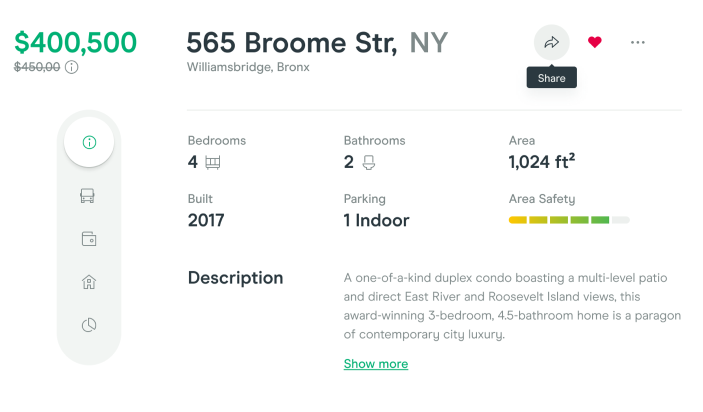 $400,500
$450,00
565 Broome Str, NY
Williamsbridge, Bronx
Share
Bedrooms
4
Bathrooms
2
Area
1,024 ft²
Built
2017
Parking
1 Indoor
Area Safety
Description
A one-of-a-kind duplex condo boasting a multi-level patio
and direct East River and Roosevelt Island views, this
award-winning 3-bedroom, 4.5-bathroom home is a paragon
of contemporary city luxury.
Show more